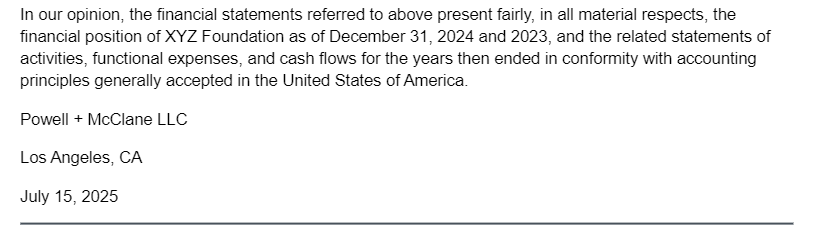 In our opinion, the financial statements referred to above present fairly, in all material respects, the
financial position of XYZ Foundation as of December 31, 2024 and 2023, and the related statements of
activities, functional expenses, and cash flows for the years then ended in conformity with accounting
principles generally accepted in the United States of America.
Powell + McClane LLC
Los Angeles, CA
July 15, 2025